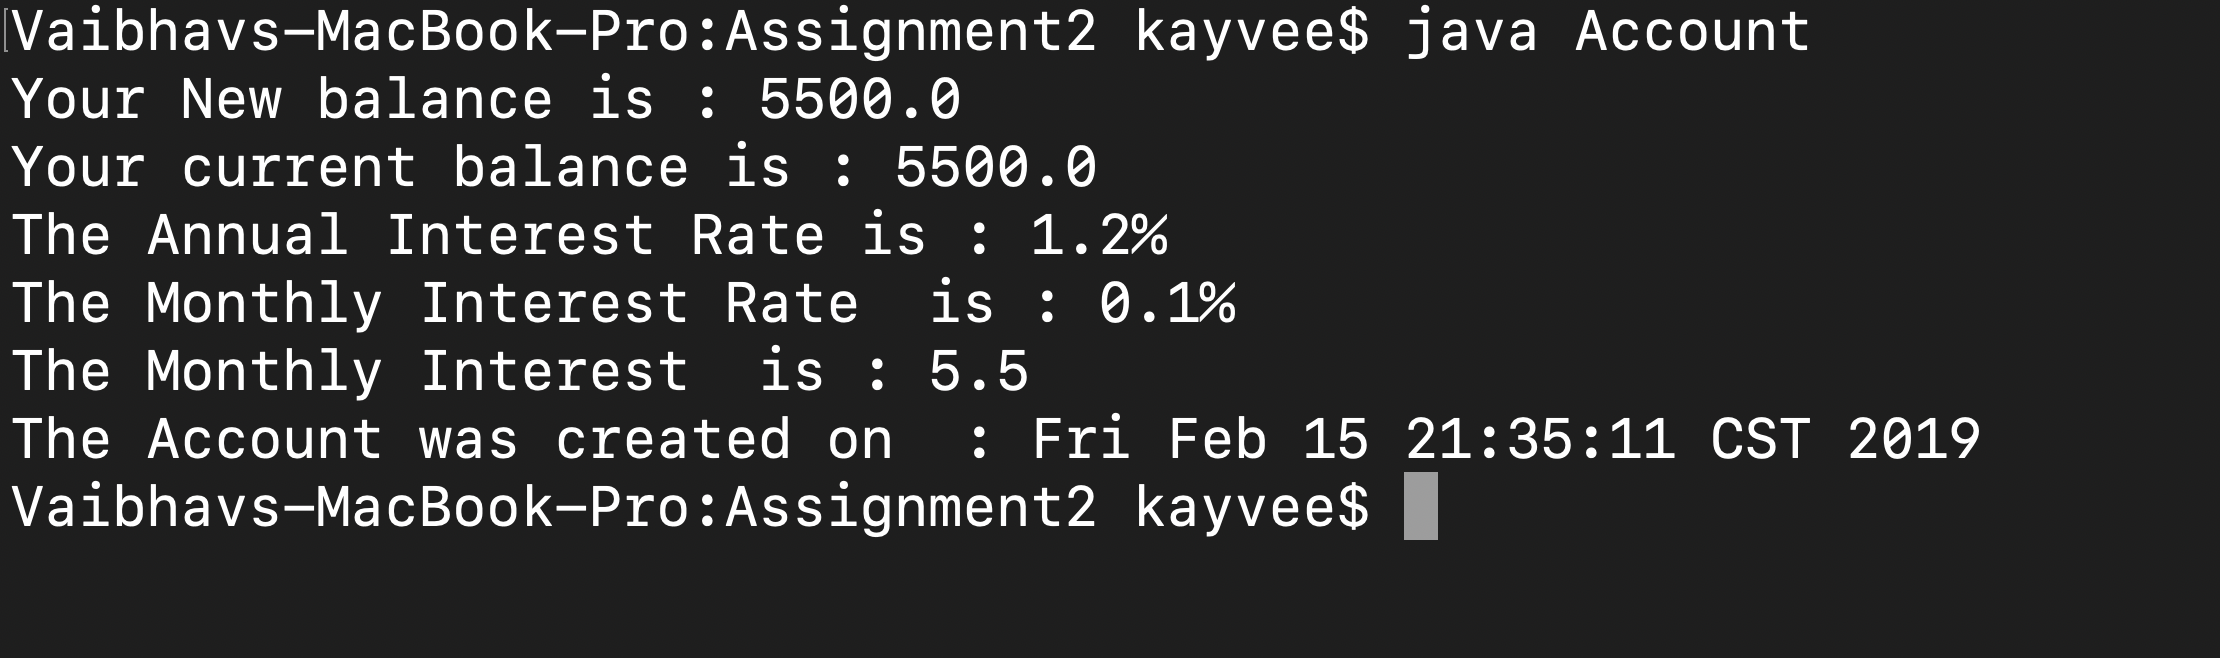 Vaibhavs-MacBook-Pro:Assignment2 kayvee$ java Account
Your New balance is : 5500.0
Your current balance is : 5500.0
The Annual Interest Rate is : 1.2%
The Monthly Interest Rate  is : 0.1%
The Monthly Interest  is : 5.5
The Account was created on  : Fri Feb 15 21:35:11 CST 2019
Vaibhavs-MacBook-Pro:Assignment2 kayvee$